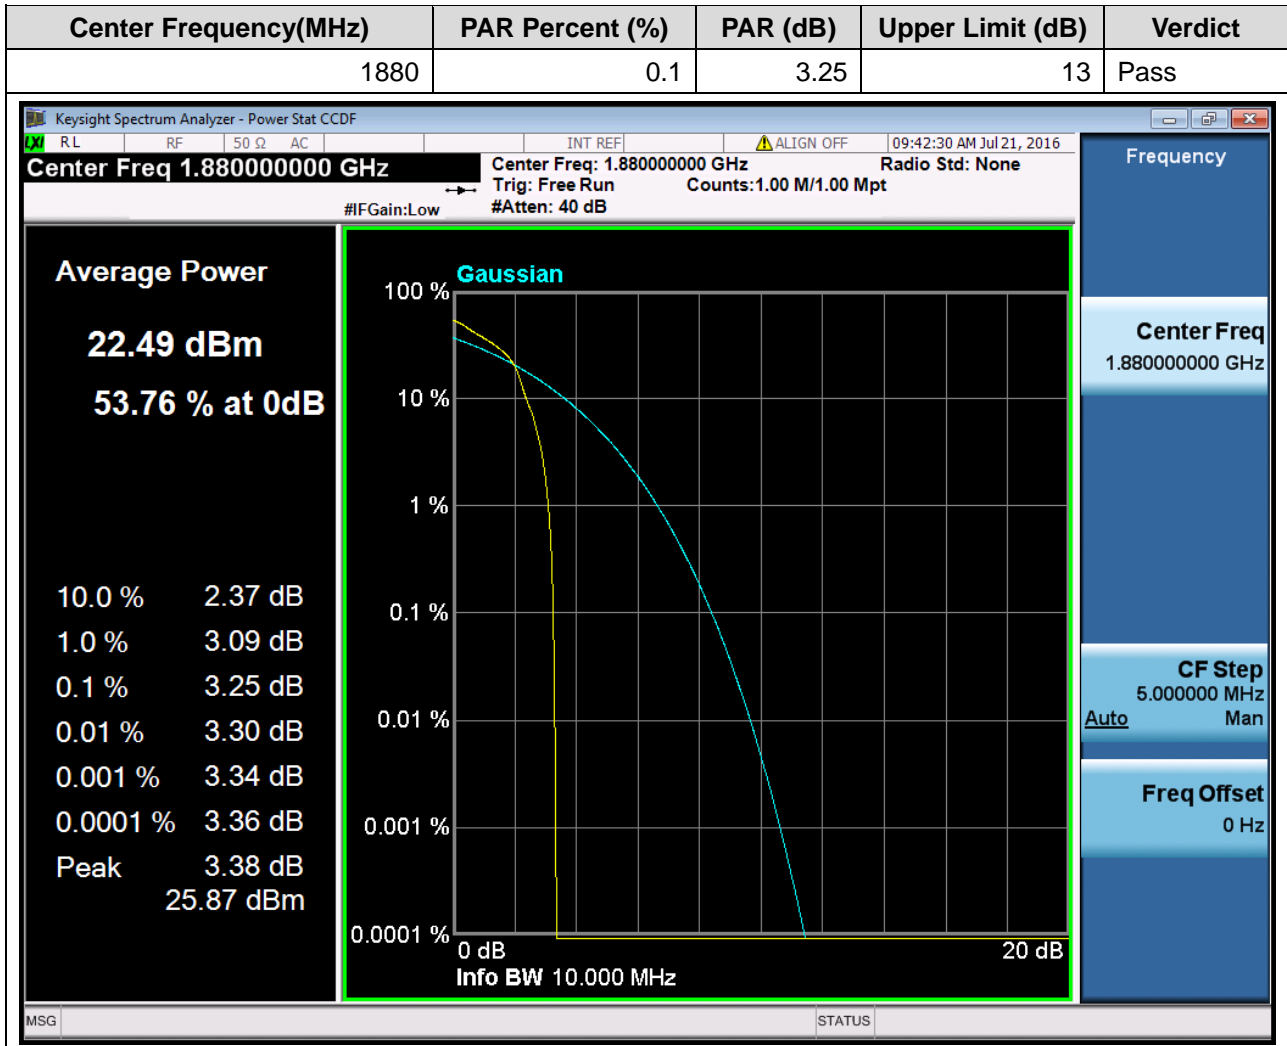 Center Frequency(MHz) PAR Percent (%) PAR (dB) Upper Limit (dB) Verdict
1880 0.1 3.25 13 Pass
Keysight Spectrum Analyzer - Power Stat CCDF
LXI RL RF 50 Ω AC INT REF ALIGN OFF 09:42:30 AM Jul 21, 2016
Center Freq 1.880000000 GHz
#IFGain:Low
Center Freq: 1.880000000 GHz Radio Std: None
Trig: Free Run Counts:1.00 M/1.00 Mpt
#Atten: 40 dB
Average Power
22.49 dBm
53.76 % at 0dB
10.0 % 2.37 dB
1.0 % 3.09 dB
0.1 % 3.25 dB
0.01 % 3.30 dB
0.001 % 3.34 dB
0.0001 % 3.36 dB
Peak 3.38 dB
25.87 dBm
Gaussian
100 %
10 %
1 %
0.1 %
0.01 %
0.001 %
0.0001 %
0 dB 20 dB
Info BW 10.000 MHz
Frequency
Center Freq
1.880000000 GHz
CF Step
5.000000 MHz
Auto Man
Freq Offset
0 Hz
MSG STATUS